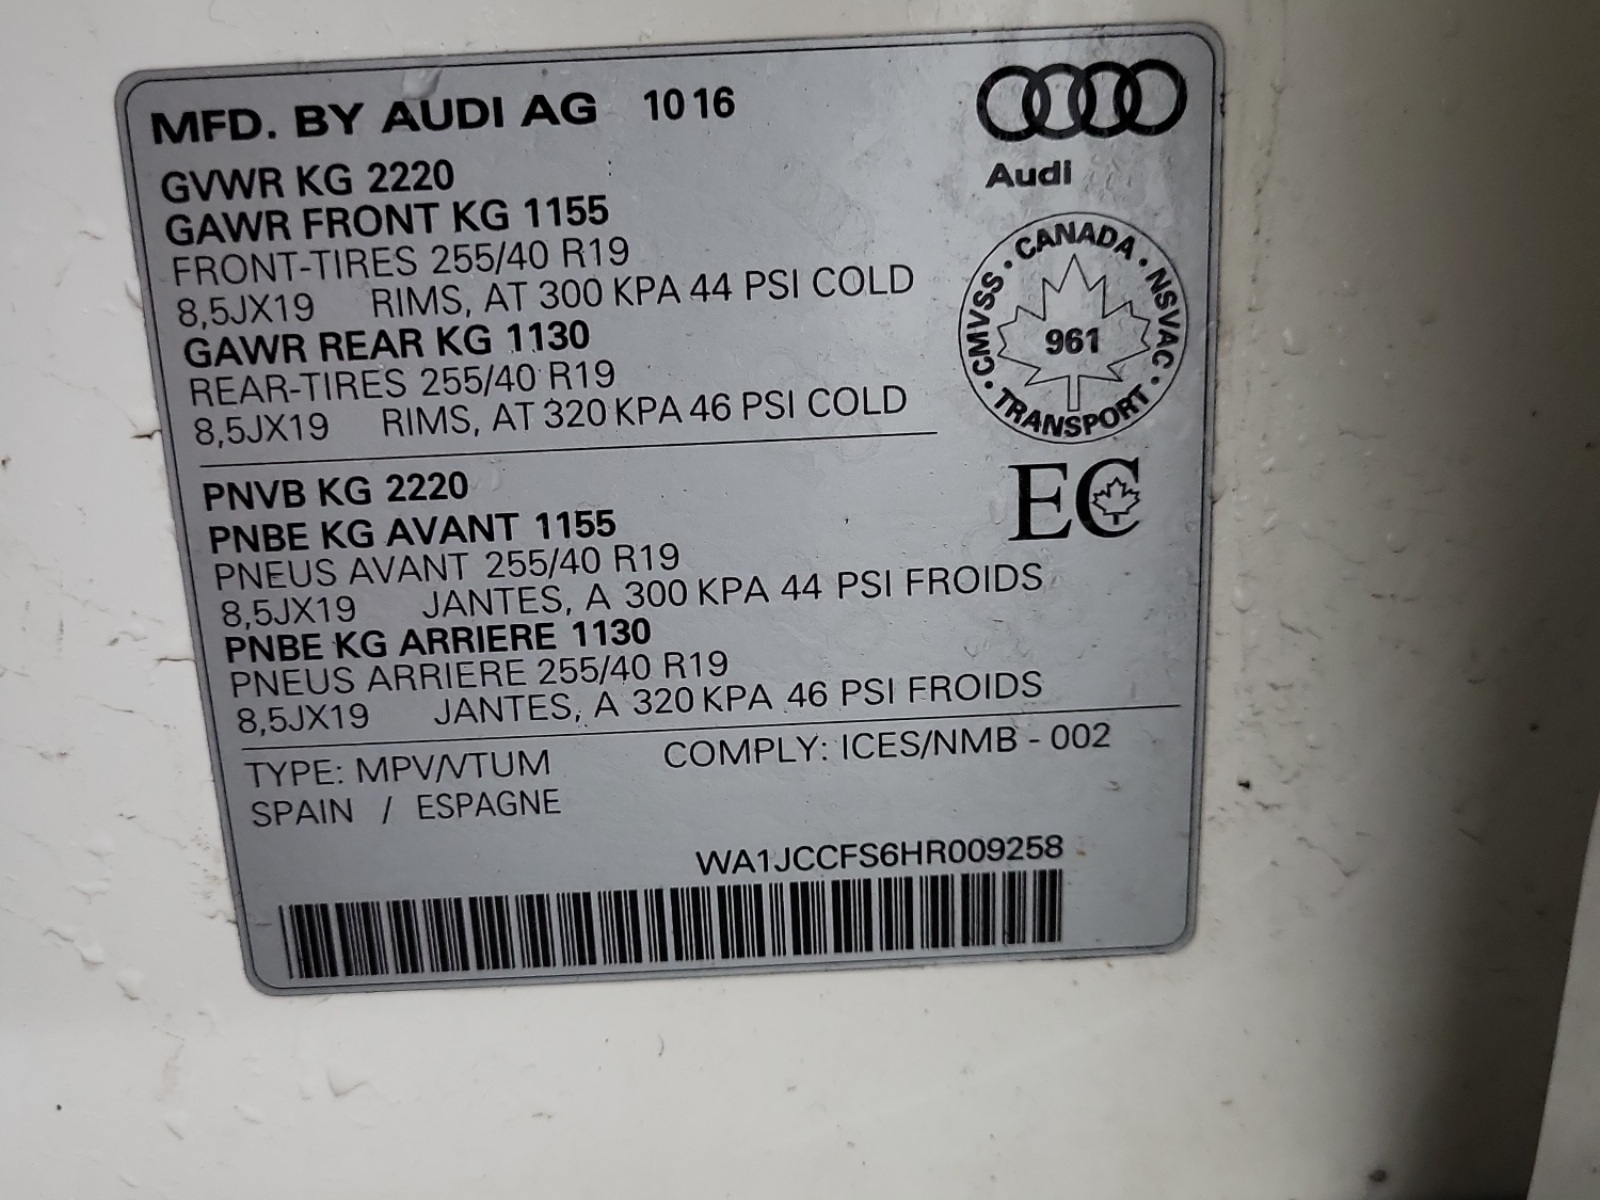 MFD. BY AUDI AG 10 16
Audi
GVWR KG 2220
GAWR FRONT KG 1155
FRONT-TIRES 255/40 R19
8,5JX19 RIMS, AT 300 KPA 44 PSI COLD
GAWR REAR KG 1130
REAR-TIRES 255/40 R19
8,5JX19 RIMS, AT 320 KPA 46 PSI COLD
CMVSS · CANADA · NSVAC · TRANSPORT ·
961
EC
PNVB KG 2220
PNBE KG AVANT 1155
PNEUS AVANT 255/40 R19
8,5JX19 JANTES, A 300 KPA 44 PSI FROIDS
PNBE KG ARRIERE 1130
PNEUS ARRIERE 255/40 R19
8,5JX19 JANTES, A 320 KPA 46 PSI FROIDS
TYPE: MPV/VTUM COMPLY: ICES/NMB - 002
SPAIN / ESPAGNE
WA1JCCFS6HR009258